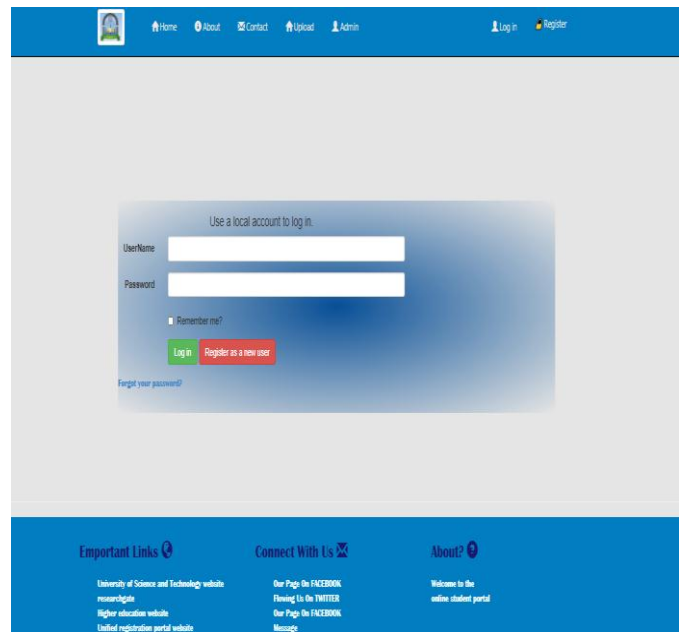 Home About Contact Upload Admin Log in Register
Use a local account to log in.
UserName
Password
Remember me?
Log in Register as a new user
Forgot your password?
Emportant Links Connect With Us About?
University of Science and Technology website Our Page On FACEBOOK Welcome to the
researchgate Flowing Us On TWITTER online student portal
Higher education website Our Page On FACEBOOK
Unified registration portal website Message